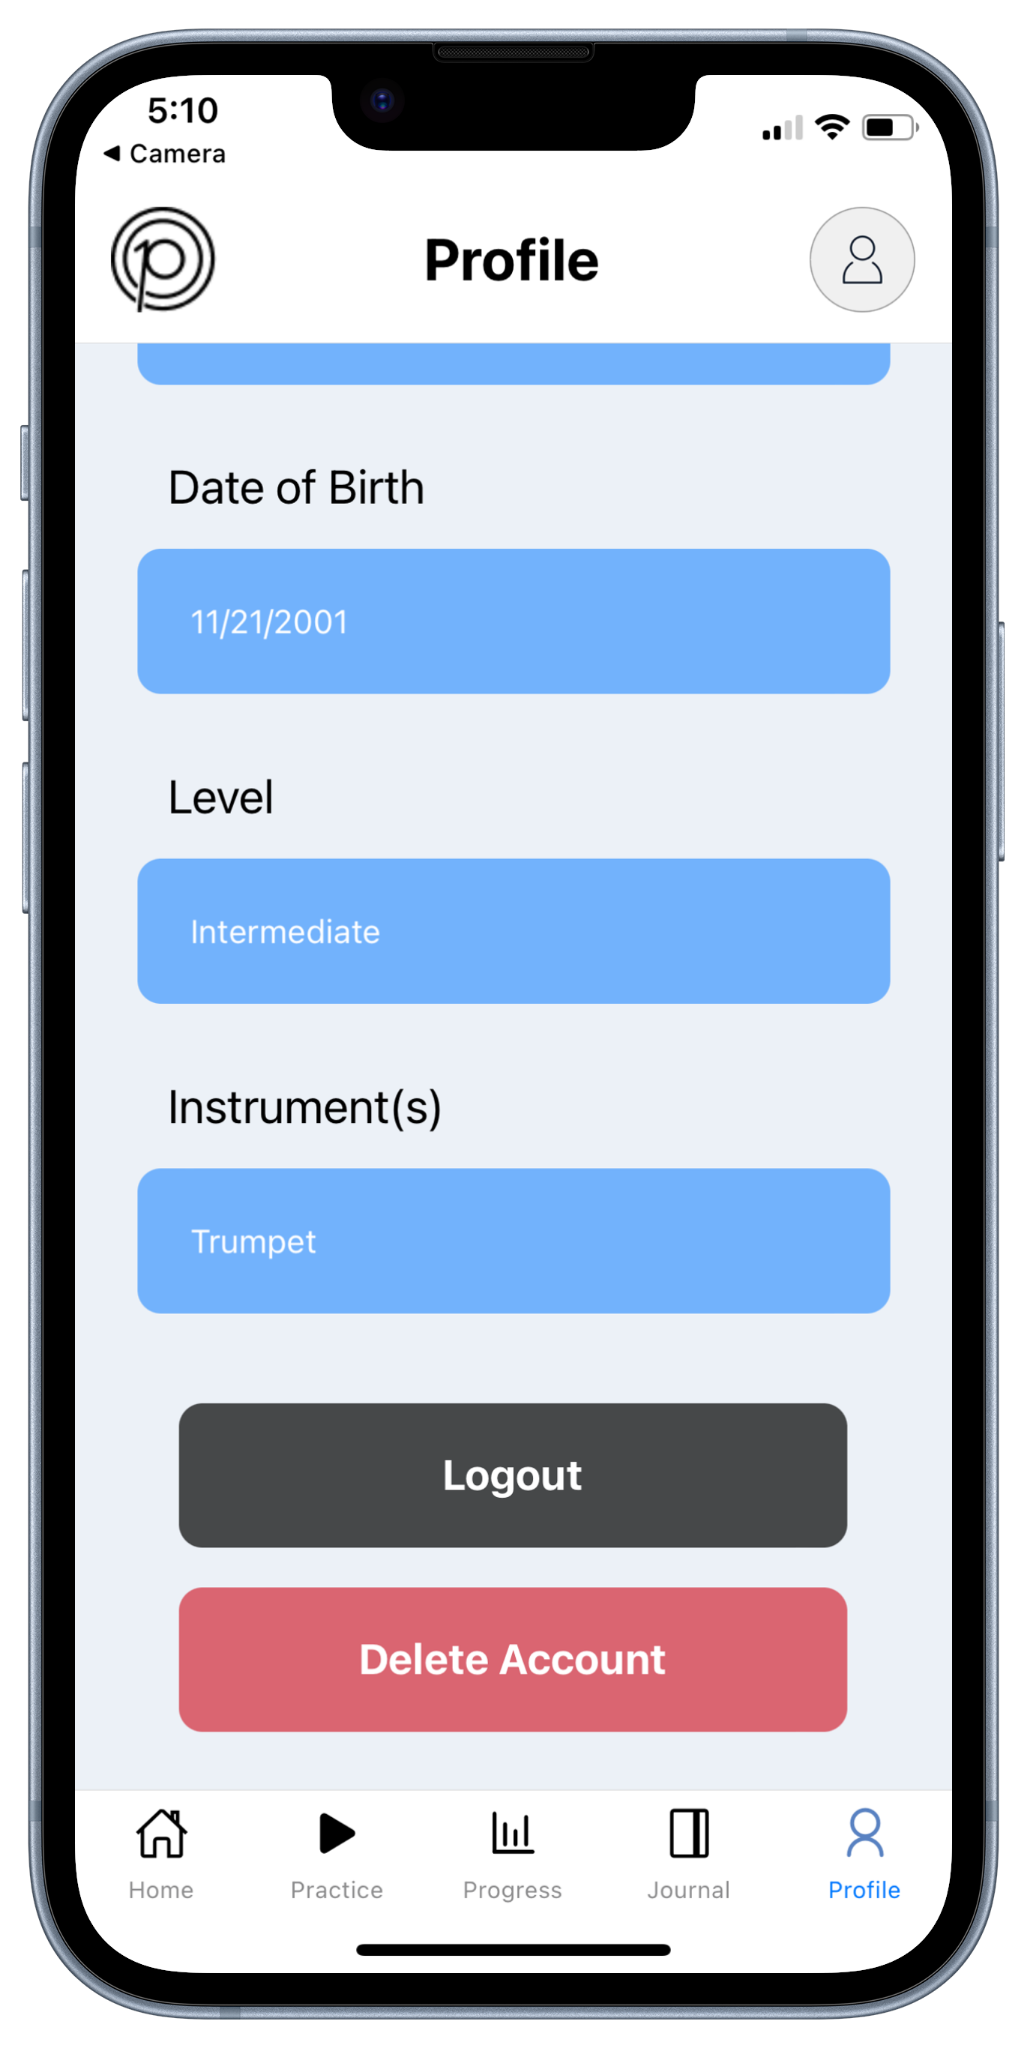 5:10
◀ Camera
Profile
Date of Birth
11/21/2001
Level
Intermediate
Instrument(s)
Trumpet
Logout
Delete Account
Home
Practice
Progress
Journal
Profile